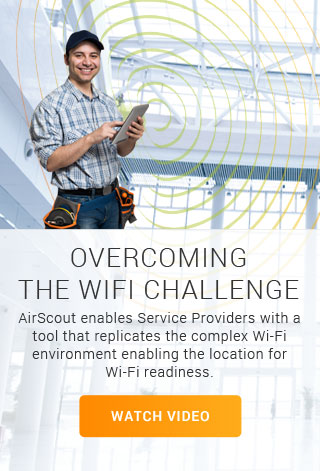 OVERCOMING
THE WIFI CHALLENGE
AirScout enables Service Providers with a
tool that replicates the complex Wi-Fi
environment enabling the location for
Wi-Fi readiness.
WATCH VIDEO